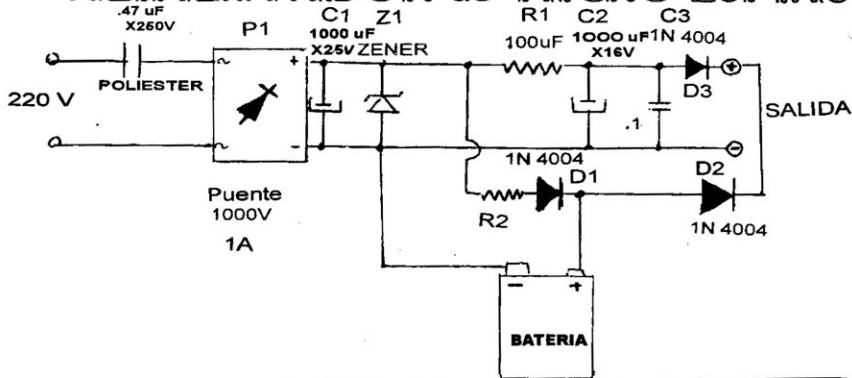 .47 uF
X250V
POLIESTER
220 V
P1
Puente
1000V
1A
C1
1000 uF
X25V
Z1
ZENER
R1
100uF
C2
1000 uF
X16V
C3
1N 4004
D3
.1
SALIDA
1N 4004
D1
R2
D2
1N 4004
- +
BATERIA